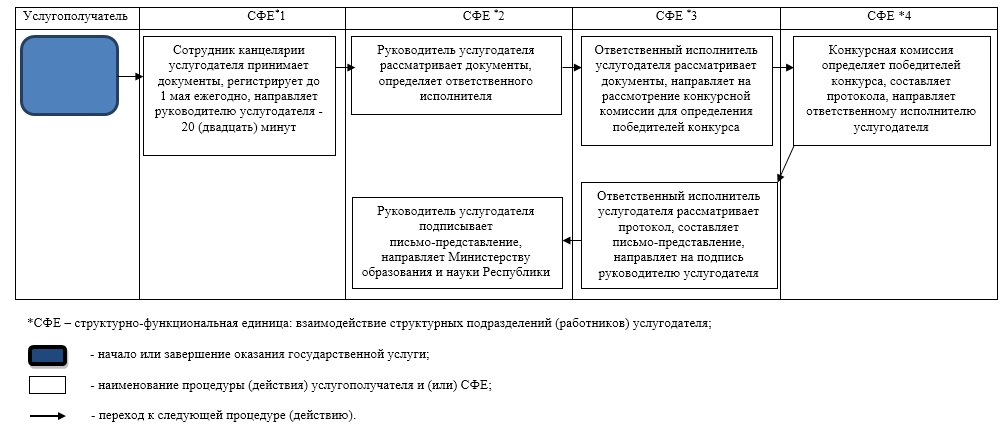 Услугополучатель
СФЕ*1
СФЕ *2
СФЕ *3
СФЕ *4
Сотрудник канцелярии
услугодателя принимает
документы, регистрирует до
1 мая ежегодно, направляет
руководителю услугодателя -
20 (двадцать) минут
Руководитель услугодателя
рассматривает документы,
определяет ответственного
исполнителя
Ответственный исполнитель
услугодателя рассматривает
документы, направляет на
рассмотрение конкурсной
комиссии для определения
победителей конкурса
Конкурсная комиссия
определяет победителей
конкурса, составляет
протокола, направляет
ответственному исполнителю
услугодателя
Руководитель услугодателя
подписывает
письмо-представление,
направляет Министерству
образования и науки Республики
Ответственный исполнитель
услугодателя рассматривает
протокол, составляет
письмо-представление,
направляет на подпись
руководителю услугодателя
*СФЕ – структурно-функциональная единица: взаимодействие структурных подразделений (работников) услугодателя;
- начало или завершение оказания государственной услуги;
- наименование процедуры (действия) услугополучателя и (или) СФЕ;
- переход к следующей процедуре (действию).